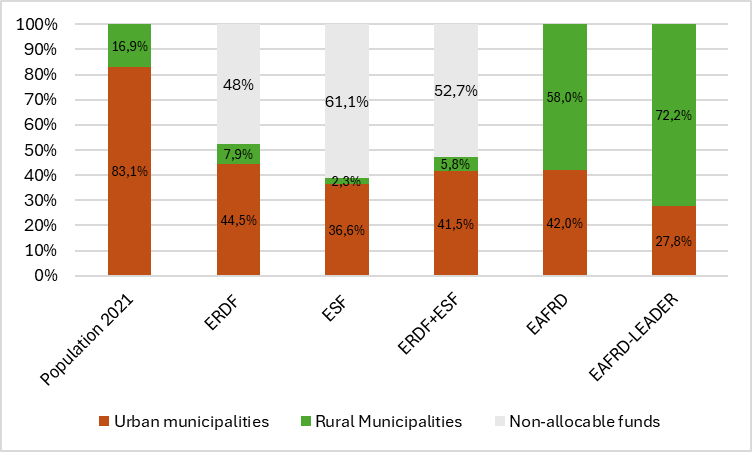 100%
90%
80%
70%
60%
50%
40%
30%
20%
10%
0%
16,9%
83,1%
48%
7,9%
44,5%
61,1%
2,3%
36,6%
52,7%
5,8%
41,5%
58,0%
42,0%
72,2%
27,8%
Population 2021
ERDF
ESF
ERDF+ESF
EAFRD
EAFRD-LEADER
Urban municipalities
Rural Municipalities
Non-allocable funds